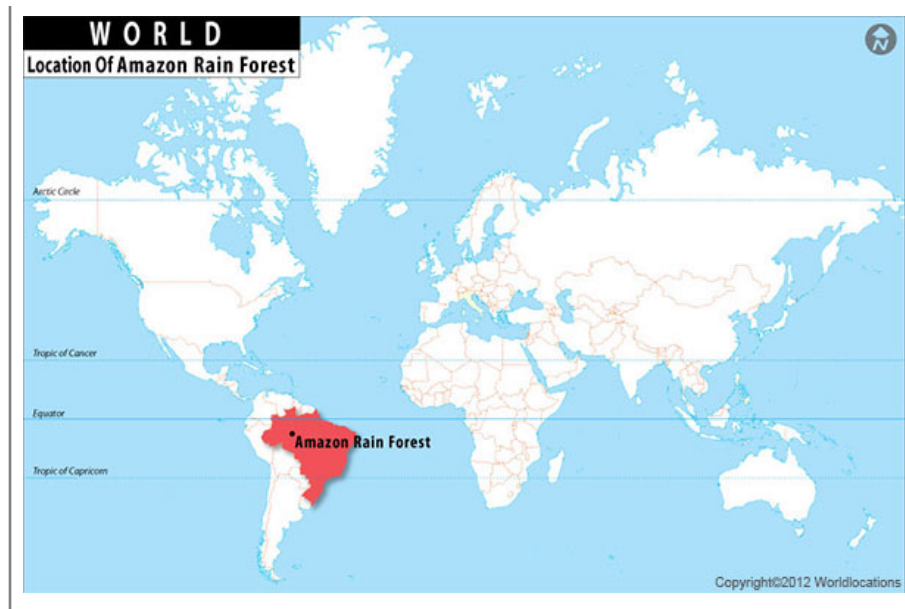 WORLD
Location Of Amazon Rain Forest
N
Arctic Circle
Tropic of Cancer
Equator
Amazon Rain Forest
Tropic of Capricorn
Copyright©2012 Worldlocations